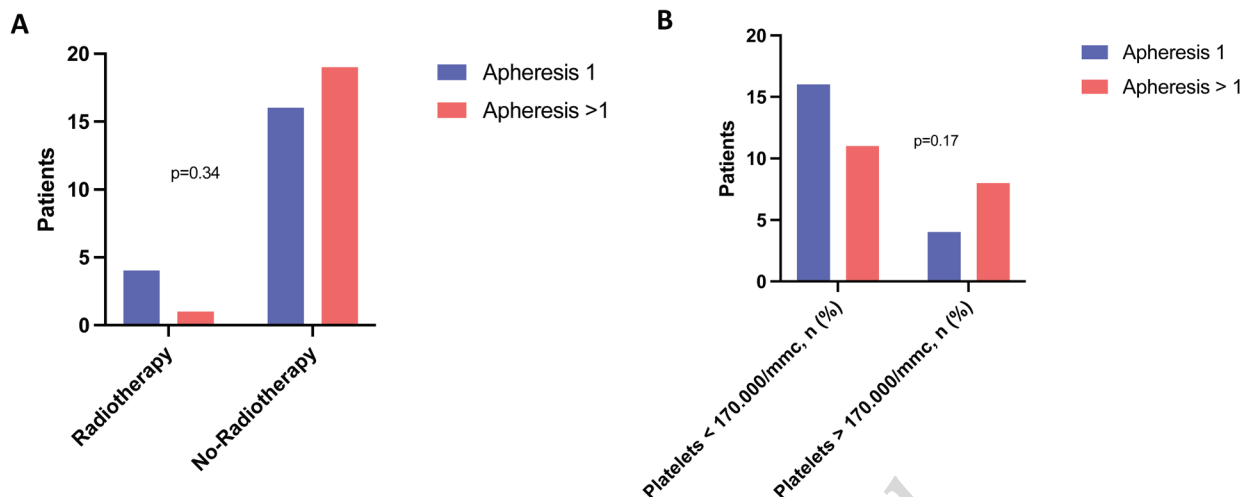 A
20
15
10
5
0
Patients
p=0.34
Radiotherapy
No-Radiotherapy
Apheresis 1
Apheresis >1
B
20
15
10
5
0
Patients
p=0.17
Platelets < 170.000/mmc, n (%)
Platelets > 170.000/mmc, n (%)
Apheresis 1
Apheresis > 1